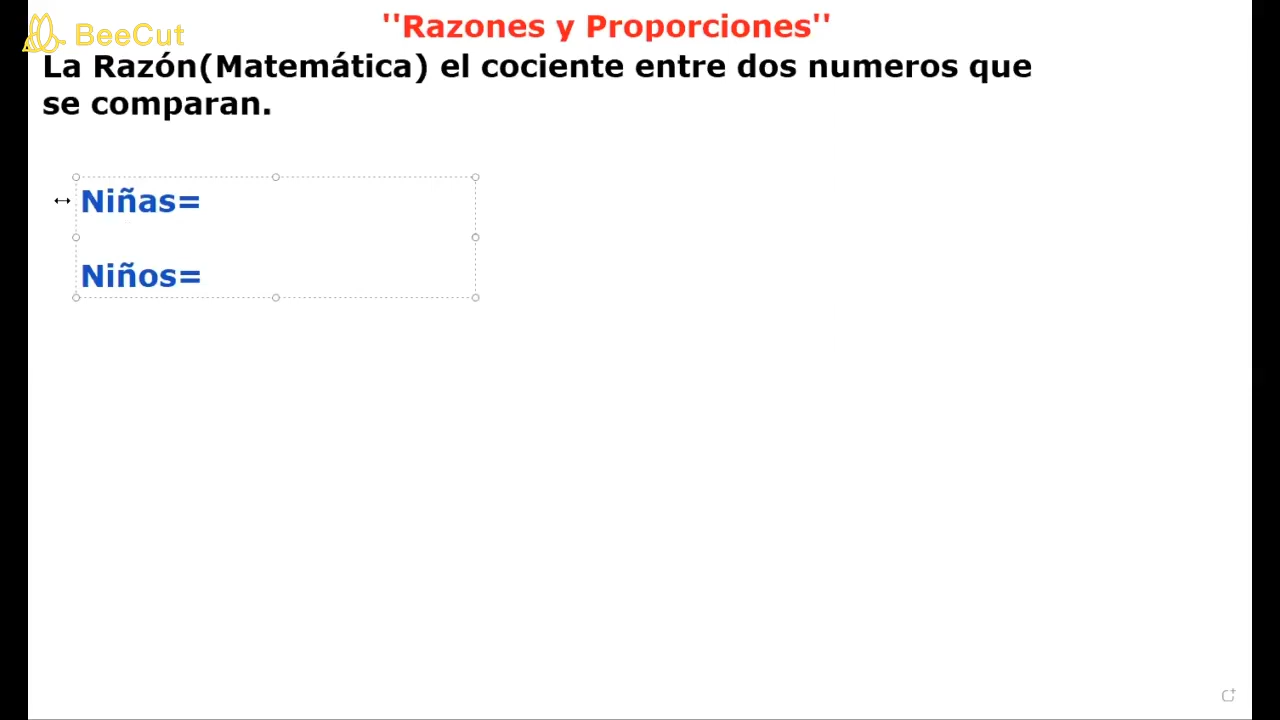 BeeCut
''Razones y Proporciones''
La Razón(Matemática) el cociente entre dos numeros que
se comparan.
Niñas=
Niños=